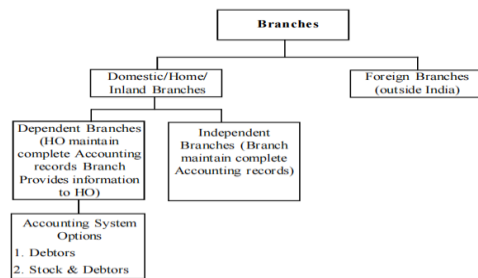 Branches
Domestic/Home/
Inland Branches
Foreign Branches
(outside India)
Dependent Branches
(HO maintain
complete Accounting
records Branch
Provides information
to HO)
Independent
Branches (Branch
maintain complete
Accounting records)
Accounting System
Options
1. Debtors
2. Stock & Debtors